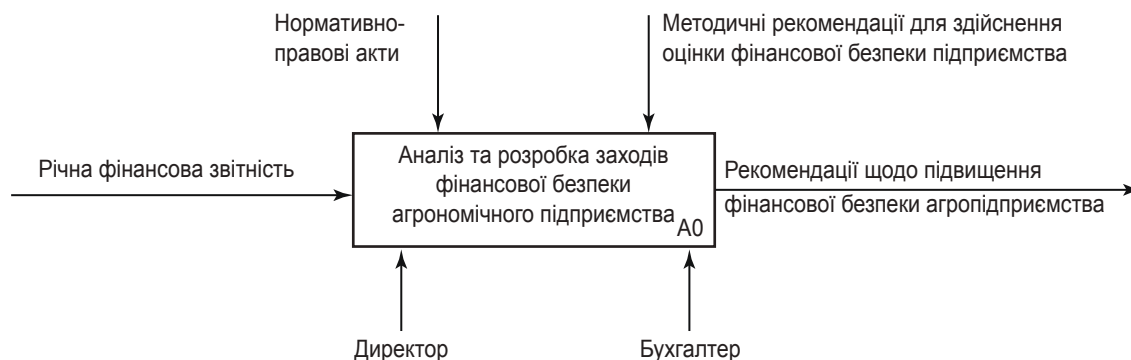 Нормативно-
правові акти
Методичні рекомендації для здійснення
оцінки фінансової безпеки підприємства
Річна фінансова звітність
Аналіз та розробка заходів
фінансової безпеки
агрономічного підприємства
А0
Рекомендації щодо підвищення
фінансової безпеки агропідприємства
Директор
Бухгалтер